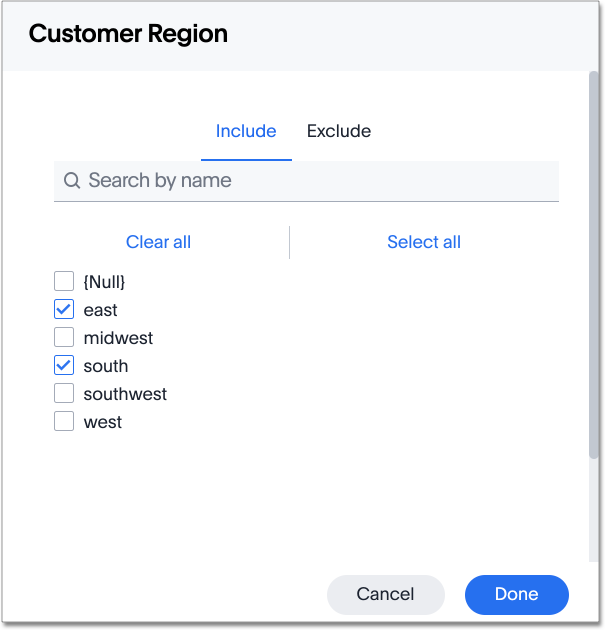 Customer Region
Include Exclude
Search by name
Clear all Select all
{Null}
east
midwest
south
southwest
west
Cancel Done